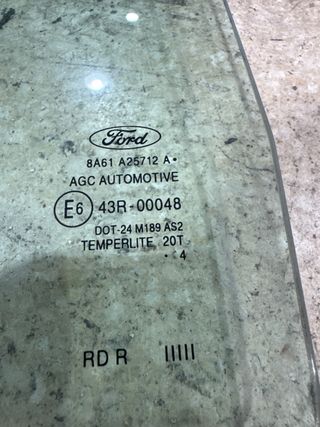 Ford
8A61 A25712 A •
AGC AUTOMOTIVE
E6 43R-00048
DOT-24 M189 AS2
TEMPERLITE 20T
• 4
RD R IIIII